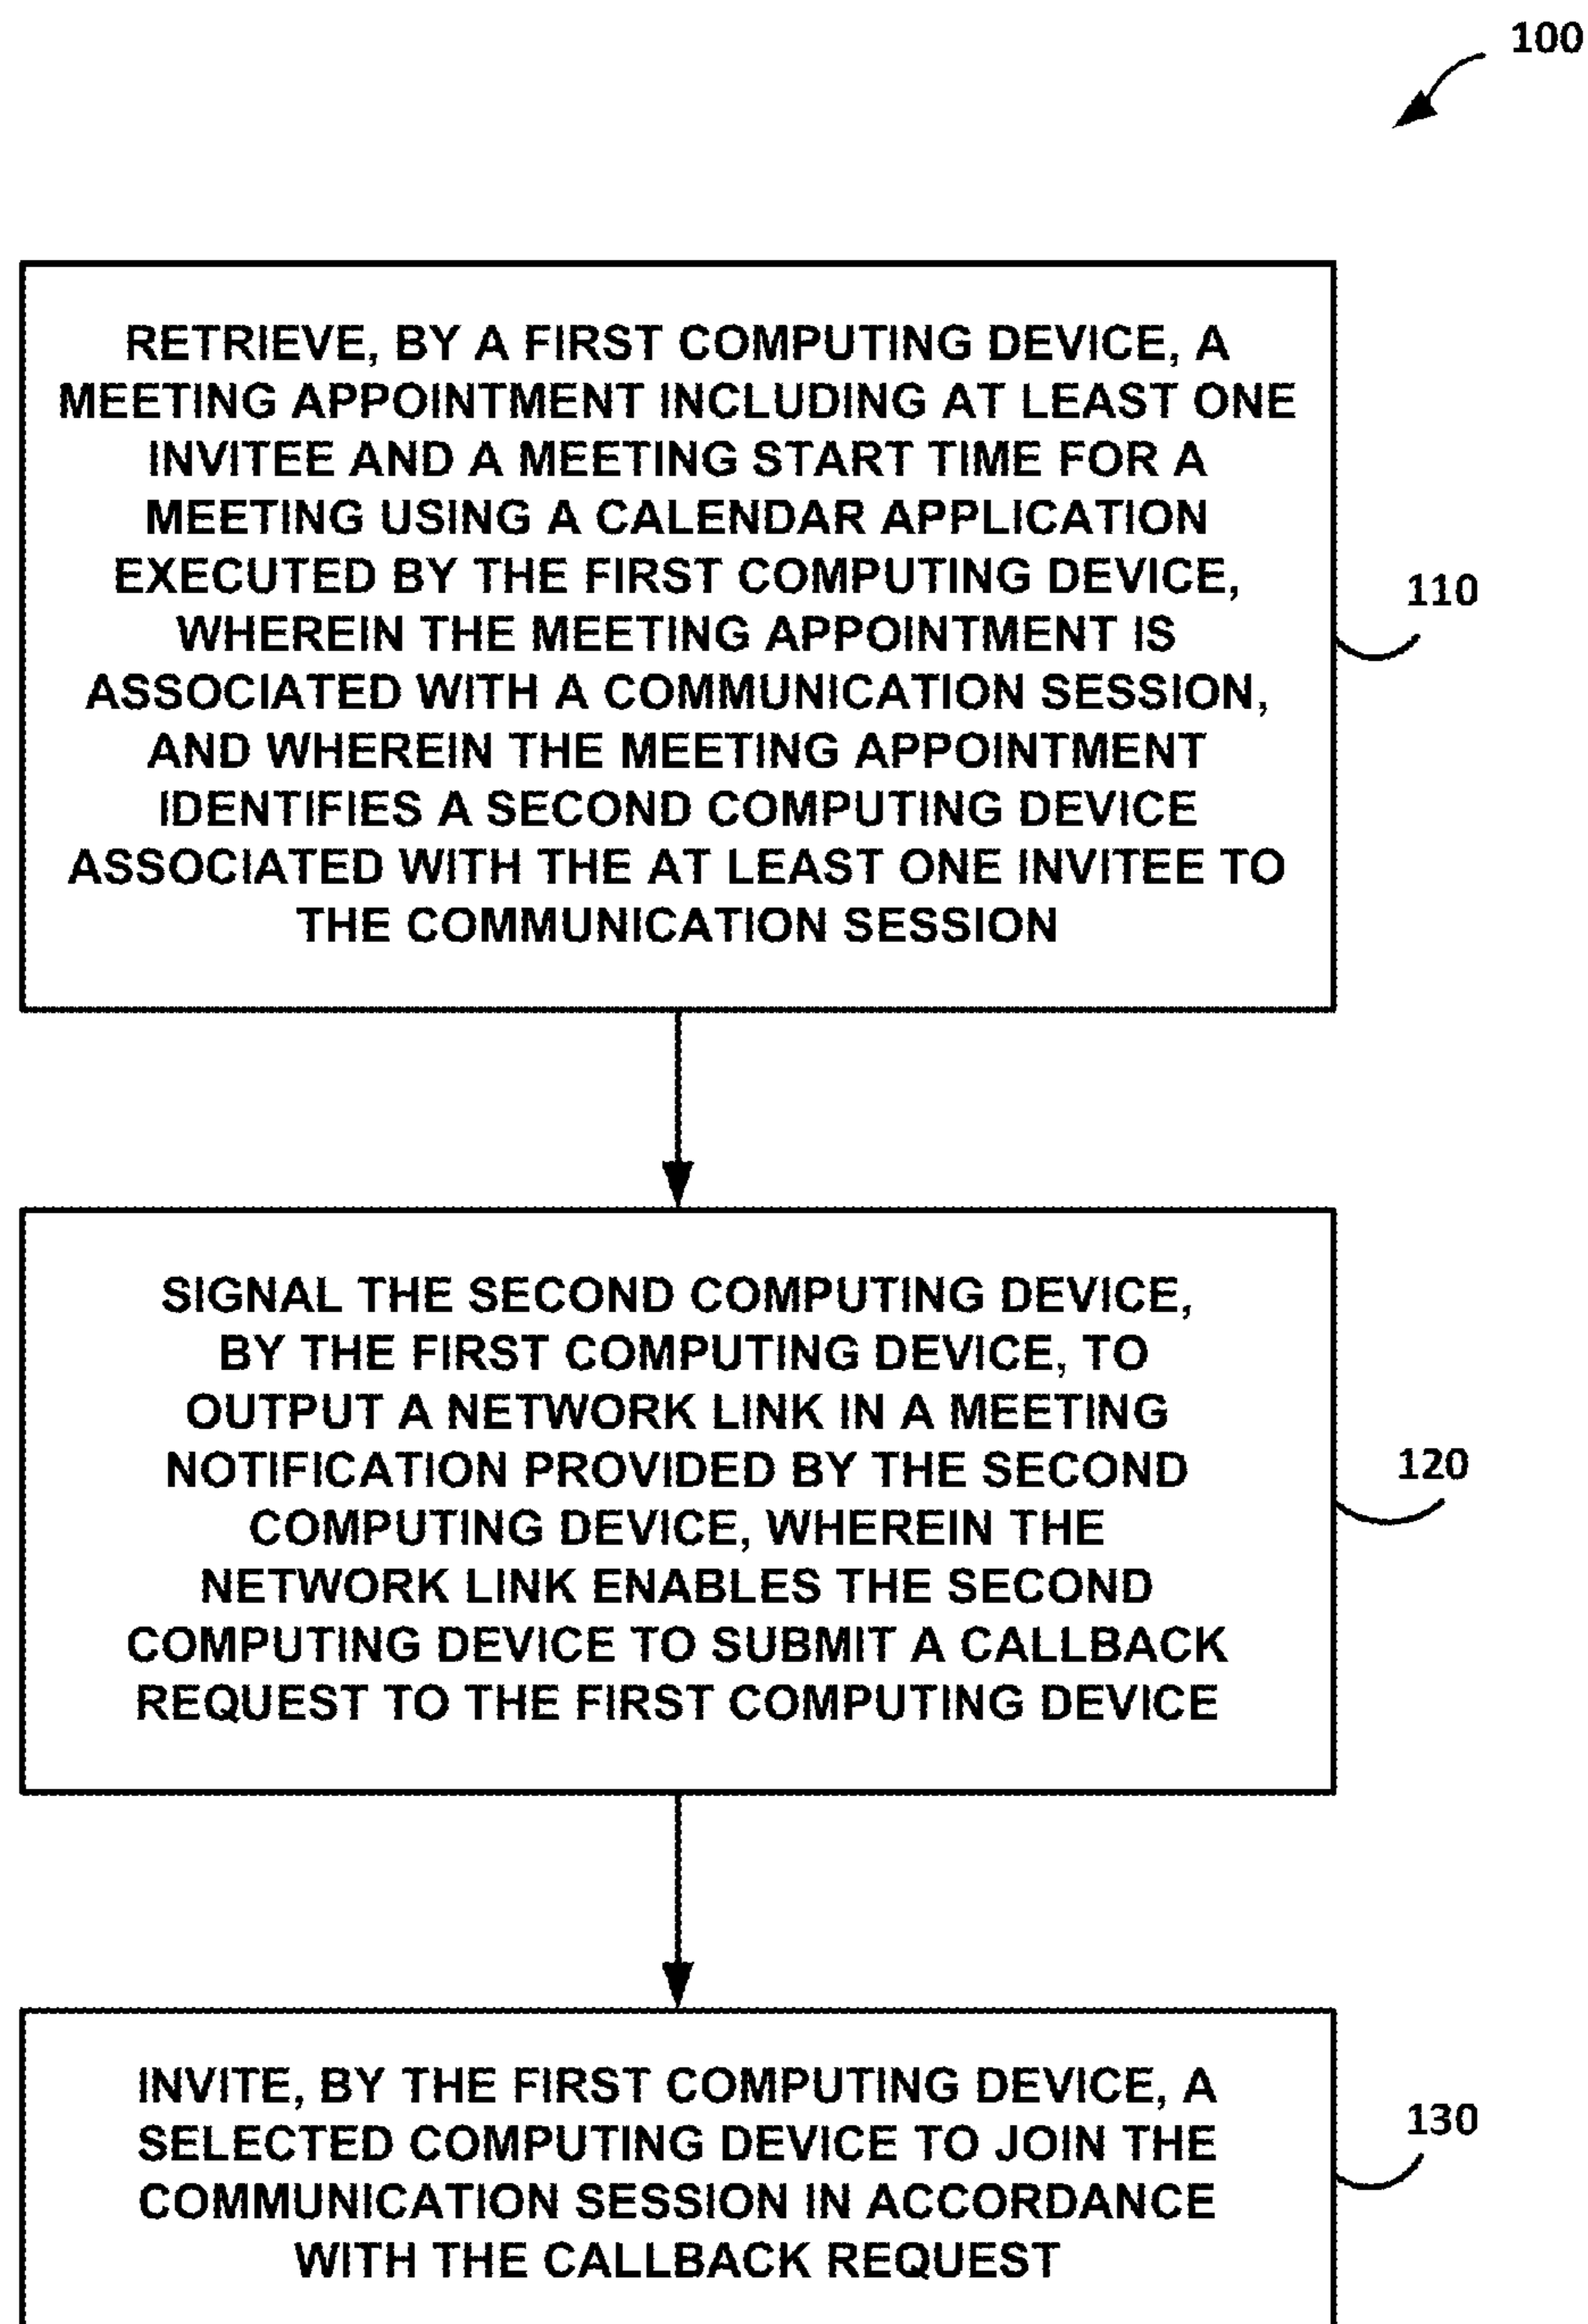 100
RETRIEVE, BY A FIRST COMPUTING DEVICE, A
MEETING APPOINTMENT INCLUDING AT LEAST ONE
INVITEE AND A MEETING START TIME FOR A
MEETING USING A CALENDAR APPLICATION
EXECUTED BY THE FIRST COMPUTING DEVICE,
WHEREIN THE MEETING APPOINTMENT IS
ASSOCIATED WITH A COMMUNICATION SESSION,
AND WHEREIN THE MEETING APPOINTMENT
IDENTIFIES A SECOND COMPUTING DEVICE
ASSOCIATED WITH THE AT LEAST ONE INVITEE TO
THE COMMUNICATION SESSION
110
SIGNAL THE SECOND COMPUTING DEVICE,
BY THE FIRST COMPUTING DEVICE, TO
OUTPUT A NETWORK LINK IN A MEETING
NOTIFICATION PROVIDED BY THE SECOND
COMPUTING DEVICE, WHEREIN THE
NETWORK LINK ENABLES THE SECOND
COMPUTING DEVICE TO SUBMIT A CALLBACK
REQUEST TO THE FIRST COMPUTING DEVICE
120
INVITE, BY THE FIRST COMPUTING DEVICE, A
SELECTED COMPUTING DEVICE TO JOIN THE
COMMUNICATION SESSION IN ACCORDANCE
WITH THE CALLBACK REQUEST
130